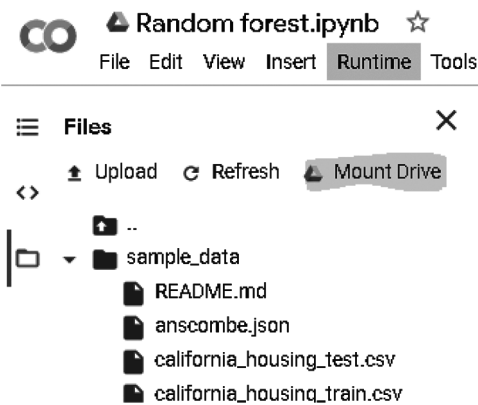 CO
Random forest.ipynb
File Edit View Insert Runtime Tools
Files
Upload Refresh Mount Drive
..
sample_data
README.md
anscombe.json
california_housing_test.csv
california_housing_train.csv